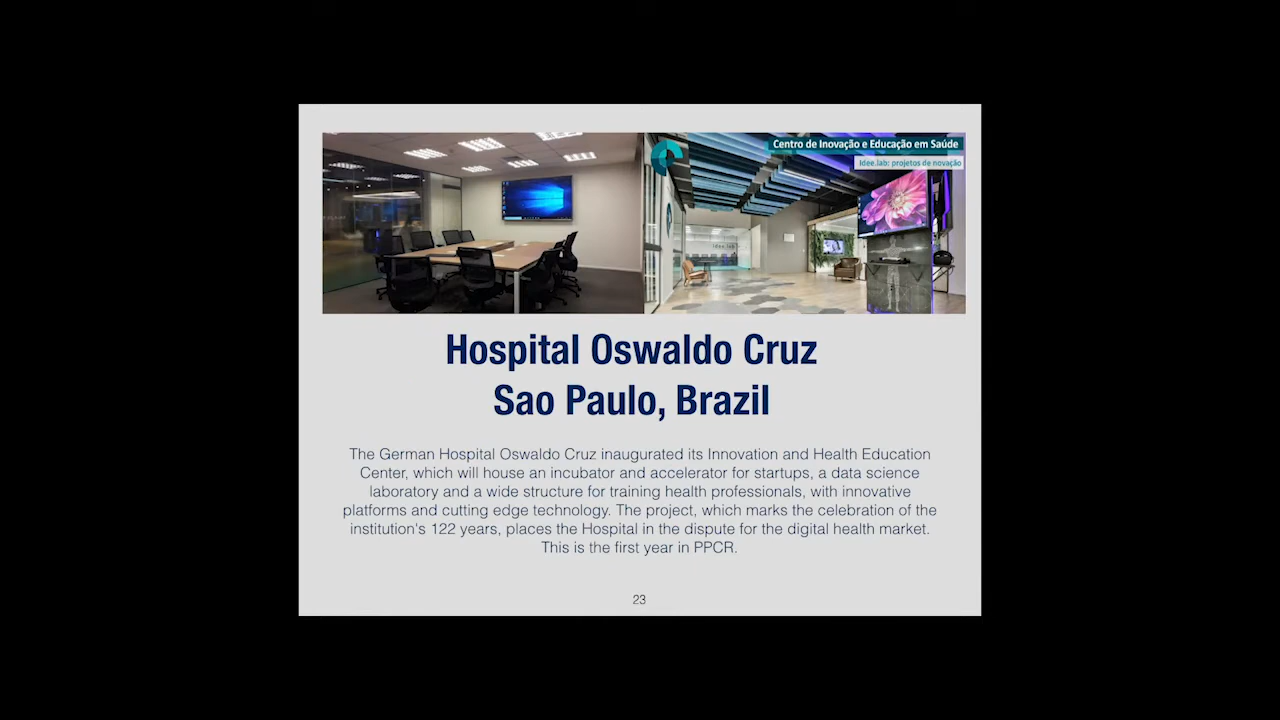 Centro de Inovação e Educação em Saúde
Idee.lab: projetos de novação
idee.lab
Hospital Oswaldo Cruz
Sao Paulo, Brazil
The German Hospital Oswaldo Cruz inaugurated its Innovation and Health Education
Center, which will house an incubator and accelerator for startups, a data science
laboratory and a wide structure for training health professionals, with innovative
platforms and cutting edge technology. The project, which marks the celebration of the
institution's 122 years, places the Hospital in the dispute for the digital health market.
This is the first year in PPCR.
23